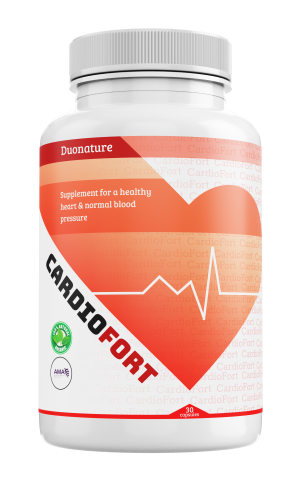 Duonature
Supplement for a healthy
heart & normal blood
pressure
CARDIOFORT
30
capsules